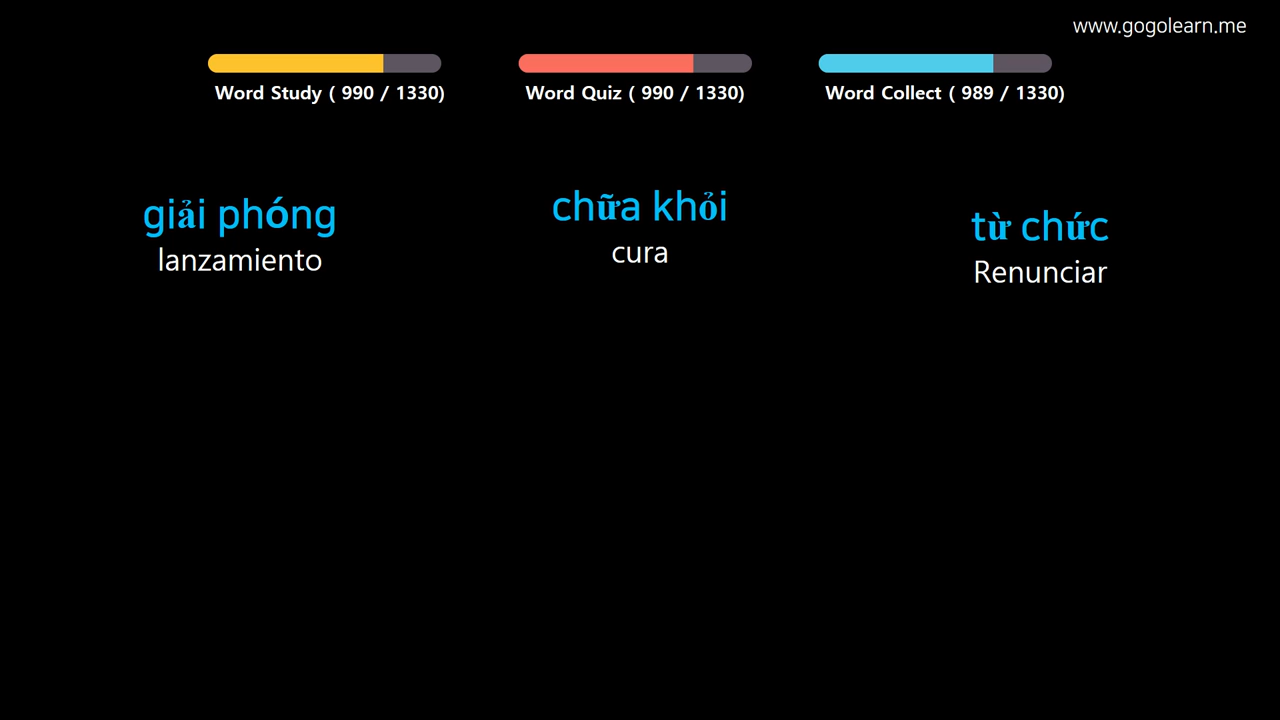 www.gogolearn.me
Word Study ( 990 / 1330)
Word Quiz ( 990 / 1330)
Word Collect ( 989 / 1330)
giải phóng
lanzamiento
chữa khỏi
cura
từ chức
Renunciar